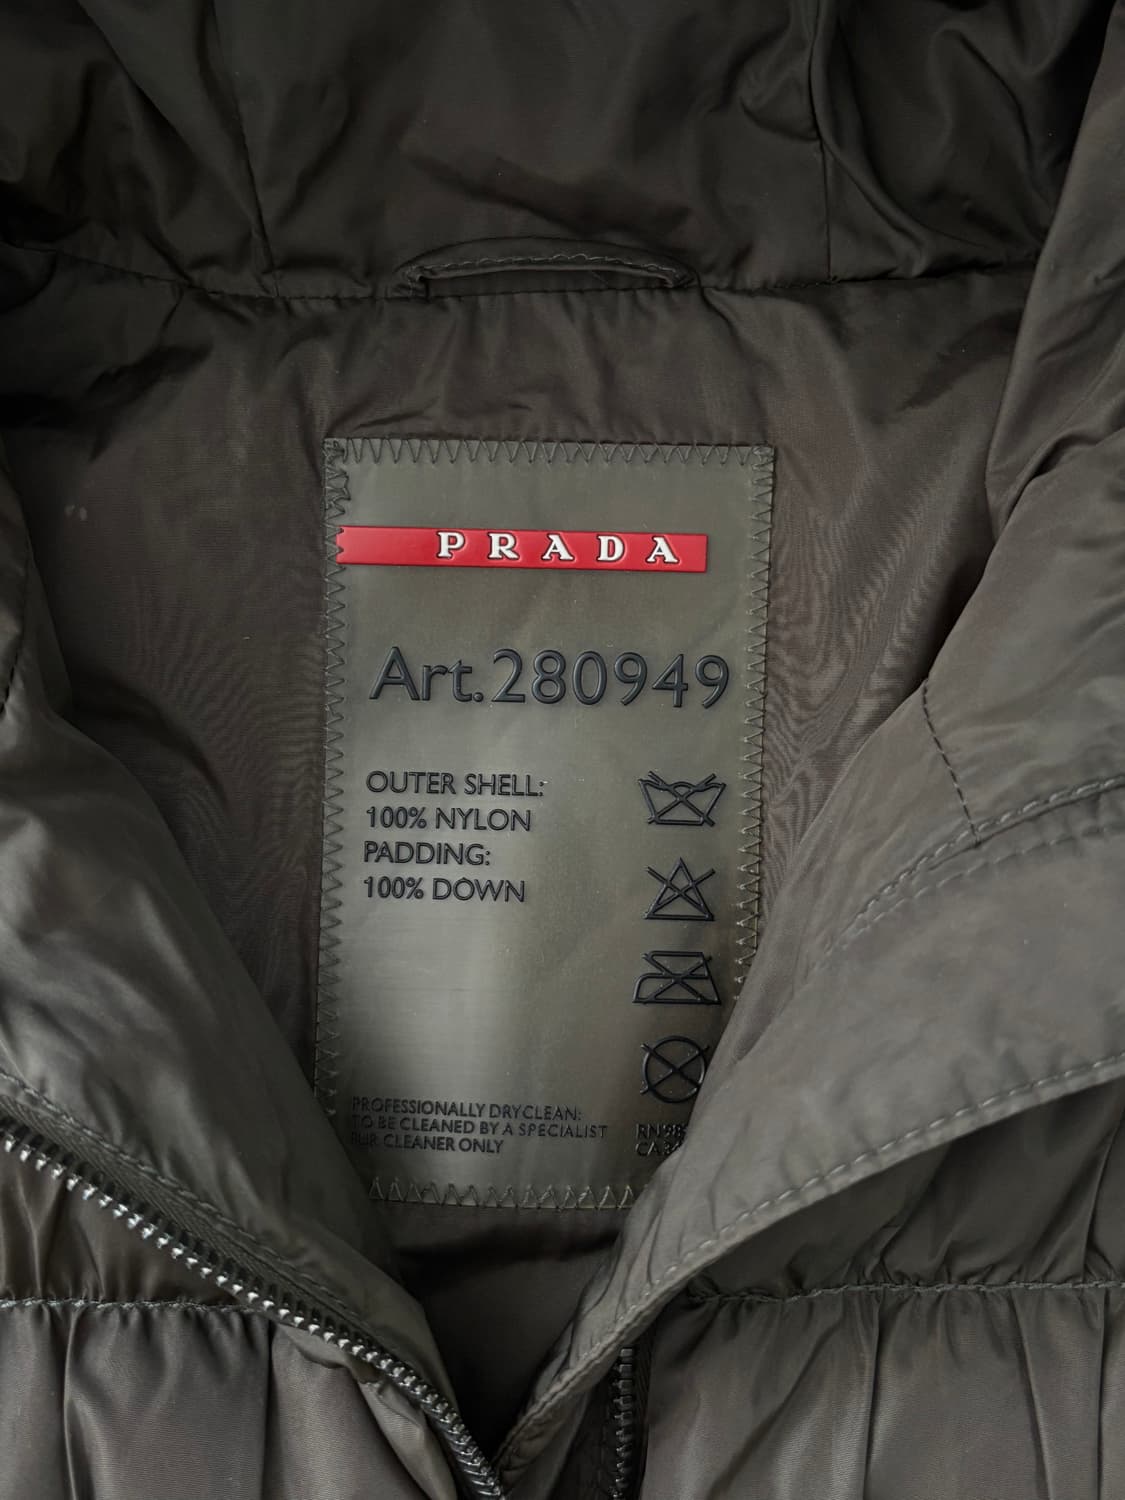 PRADA
Art.280949
OUTER SHELL:
100% NYLON
PADDING:
100% DOWN
PROFESSIONALLY DRYCLEAN:
TO BE CLEANED BY A SPECIALIST
FUR CLEANER ONLY